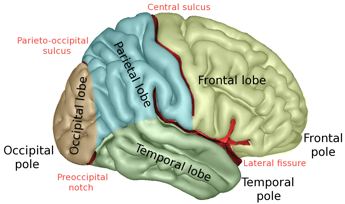 Central sulcus
Parieto-occipital
sulcus
Parietal lobe
Frontal lobe
Occipital lobe
Frontal
pole
Occipital
pole
Temporal lobe
Lateral fissure
Preoccipital
notch
Temporal
pole